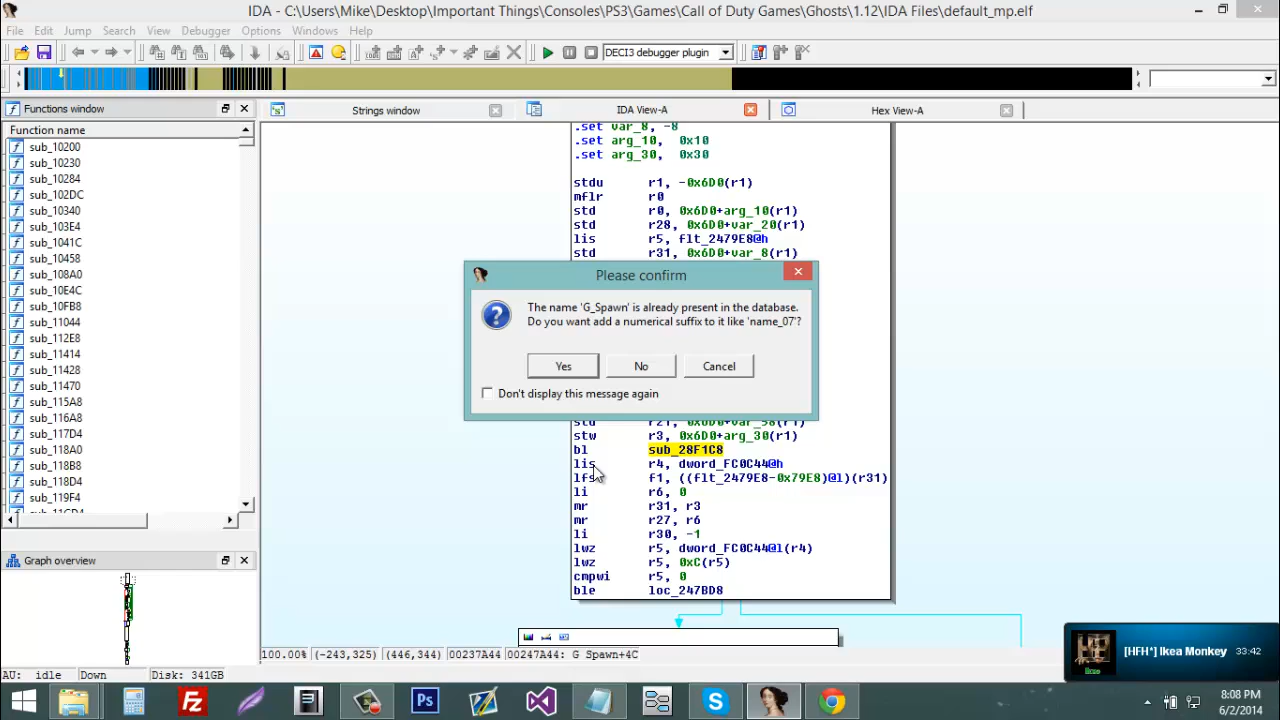 IDA - C:\Users\Mike\Desktop\Important Things\Consoles\PS3\Games\Call of Duty Games\Ghosts\1.12\IDA Files\default_mp.elf
File Edit Jump Search View Debugger Options Windows Help
DECI3 debugger plugin
Functions window
Strings window
IDA View-A
Hex View-A
Function name
sub_10200
sub_10230
sub_10284
sub_102DC
sub_10340
sub_103E4
sub_1041C
sub_10458
sub_108A0
sub_10E4C
sub_10FB8
sub_11044
sub_112E8
sub_11414
sub_11428
sub_11470
sub_115A8
sub_116A8
sub_117D4
sub_118A0
sub_118B8
sub_118D4
sub_119F4
.set var_8, -8
.set arg_10, 0x10
.set arg_30, 0x30
stdu r1, -0x6D0(r1)
mflr r0
std r0, 0x6D0+arg_10(r1)
std r28, 0x6D0+var_20(r1)
lis r5, flt_2479E8@h
std r31, 0x6D0+var_8(r1)
Please confirm
The name 'G_Spawn' is already present in the database.
Do you want add a numerical suffix to it like 'name_07'?
Yes No Cancel
Don't display this message again
std r21, 0x6D0+var_58(r1)
stw r3, 0x6D0+arg_30(r1)
bl sub_28F1C8
lis r4, dword_FC0C44@h
lfs f1, ((flt_2479E8-0x79E8)@l)(r31)
li r6, 0
mr r31, r3
mr r27, r6
li r30, -1
lwz r5, dword_FC0C44@l(r4)
lwz r5, 0xC(r5)
cmpwi r5, 0
ble loc_247BD8
Graph overview
100.00% (-243,325) (446,344) 00237A44 00247A44: G_Spawn+4C
AU: idle Down Disk: 341GB
[HFH*] Ikea Monkey 33:42
Ps
8:08 PM
6/2/2014